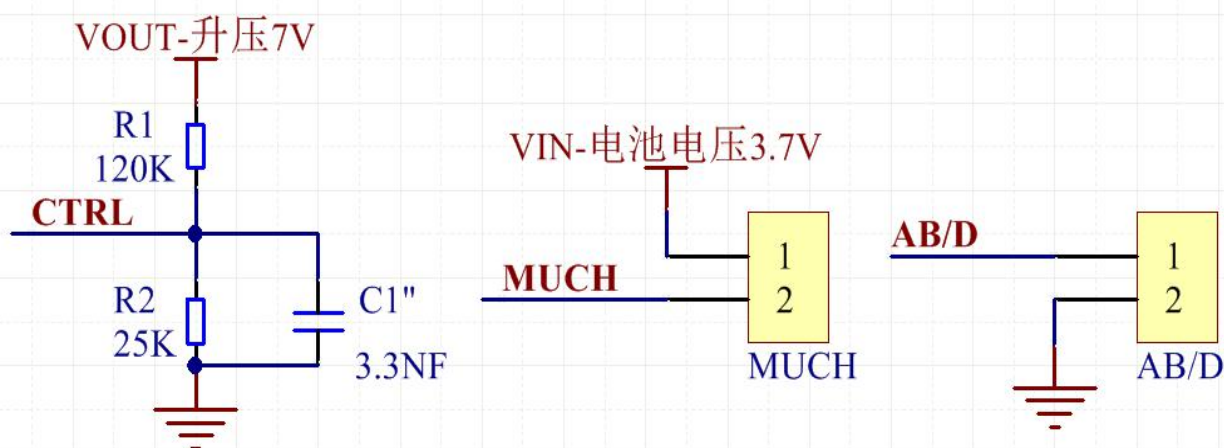 VOUT-升压7V
R1
120K
CTRL
R2
25K
C1"
3.3NF
VIN-电池电压3.7V
MUCH
1
2
MUCH
AB/D
1
2
AB/D